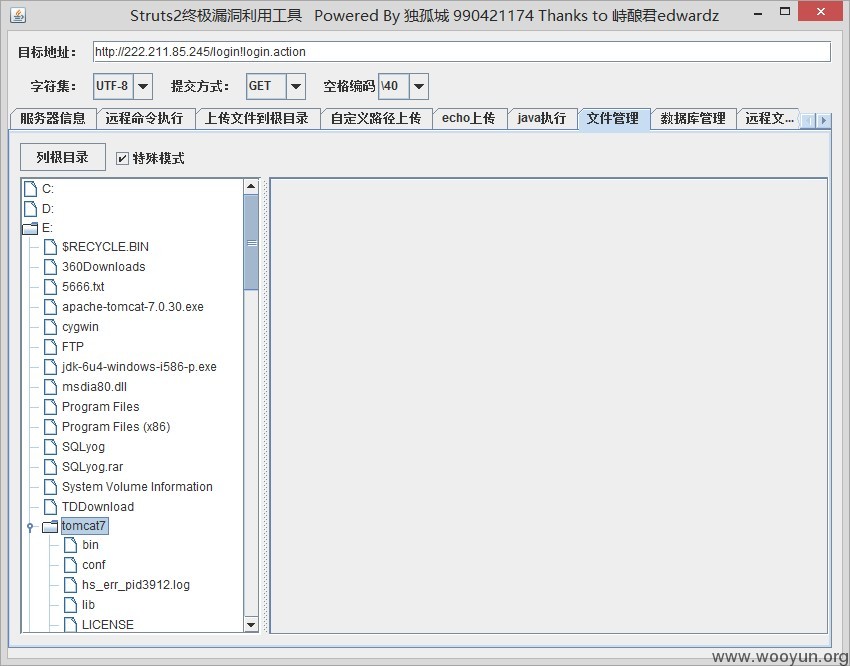 Struts2终极漏洞利用工具 Powered By 独孤城 990421174 Thanks to 峙酿君edwardz
目标地址： http://222.211.85.245/login!login.action
字符集： UTF-8 提交方式： GET 空格编码 \40
服务器信息 远程命令执行 上传文件到根目录 自定义路径上传 echo上传 java执行 文件管理 数据库管理 远程文...
列根目录 特殊模式
C:
D:
E:
$RECYCLE.BIN
360Downloads
5666.txt
apache-tomcat-7.0.30.exe
cygwin
FTP
jdk-6u4-windows-i586-p.exe
msdia80.dll
Program Files
Program Files (x86)
SQLyog
SQLyog.rar
System Volume Information
TDDownload
tomcat7
bin
conf
hs_err_pid3912.log
lib
LICENSE
www.wooyun.org